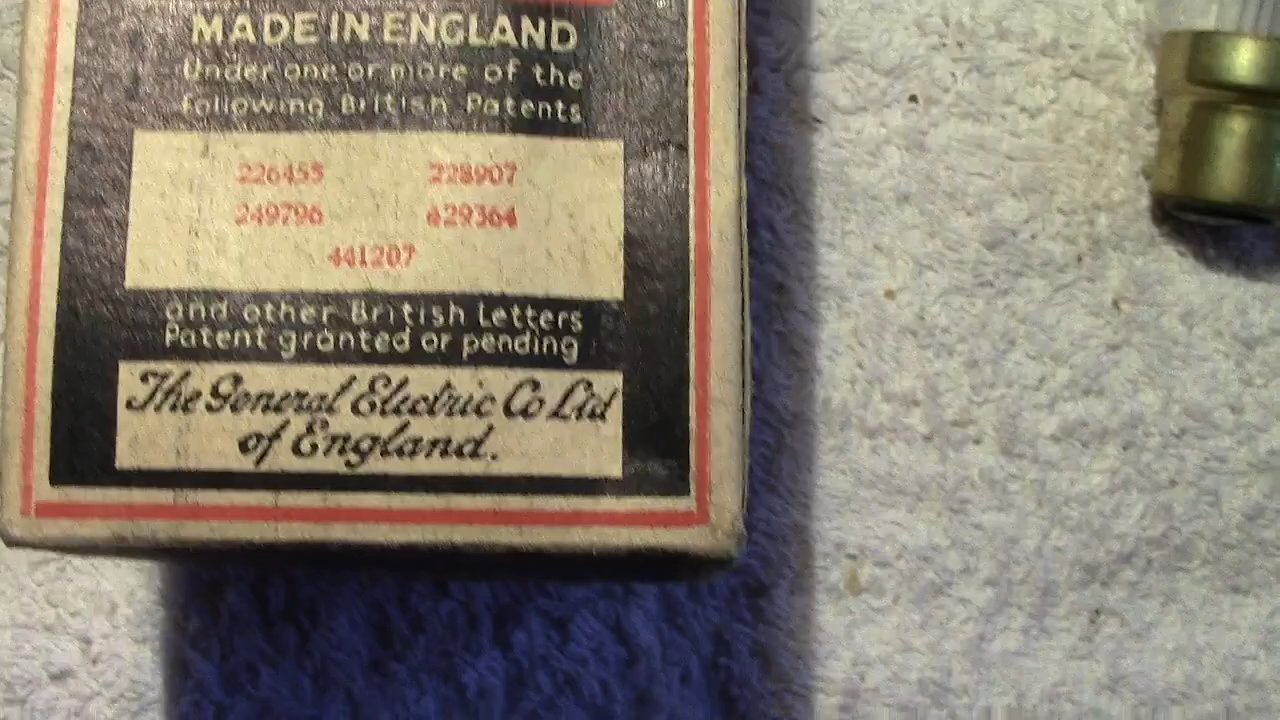 MADE IN ENGLAND
Under one or more of the
following British Patents
226455 228907
249796 429364
441207
and other British Letters
Patent granted or pending
The General Electric Co Ltd
of England.